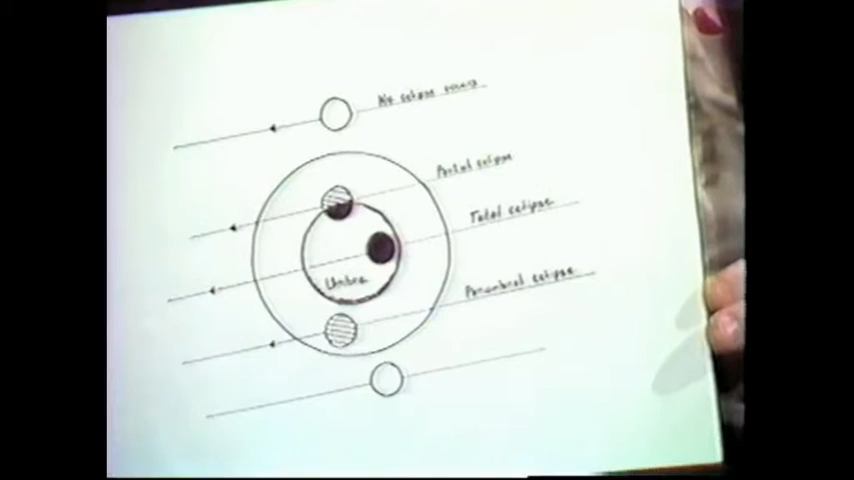 No eclipse occurs
Partial eclipse
Total eclipse
Umbra
Penumbral eclipse